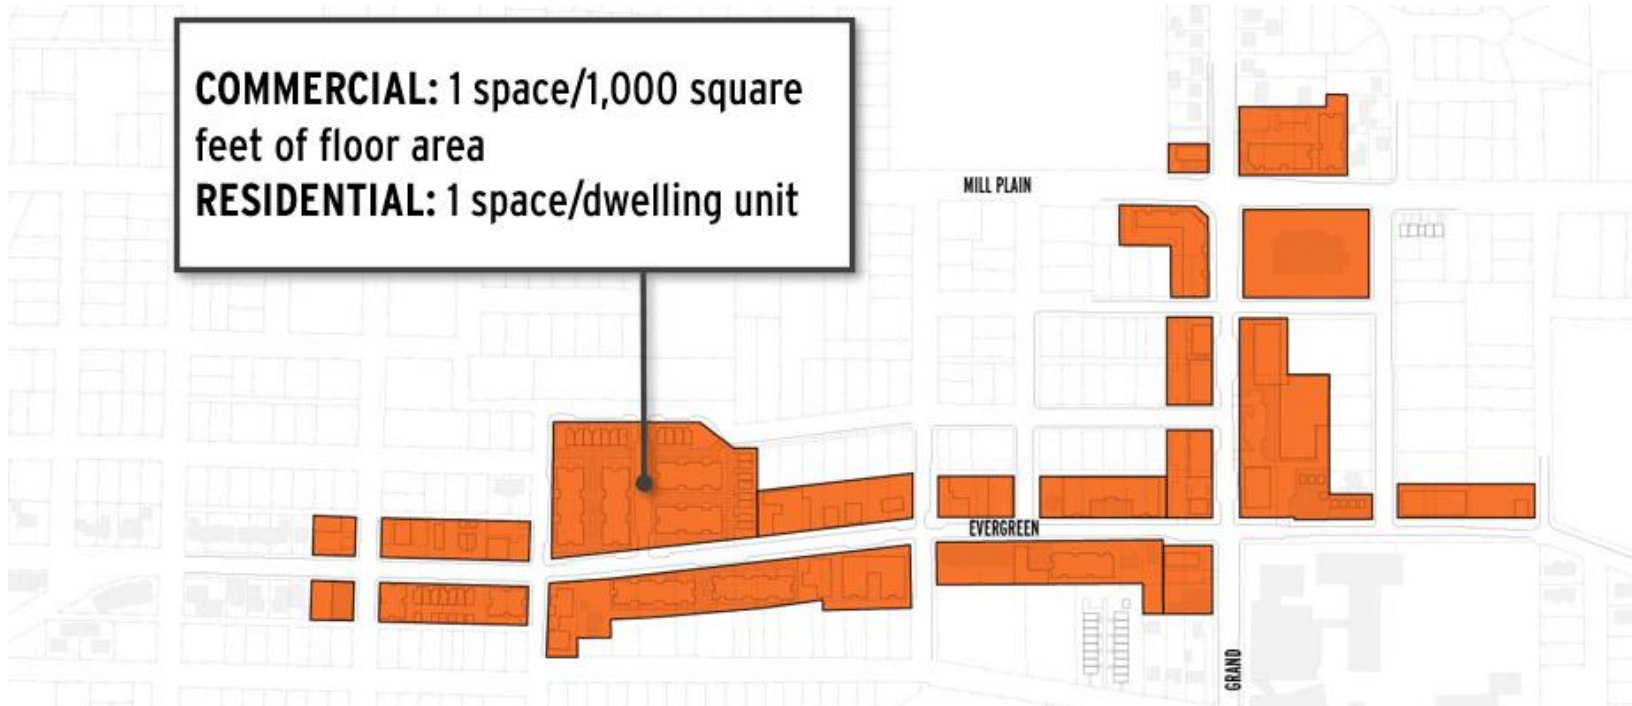 COMMERCIAL: 1 space/1,000 square
feet of floor area
RESIDENTIAL: 1 space/dwelling unit
MILL PLAIN
EVERGREEN
GRAND